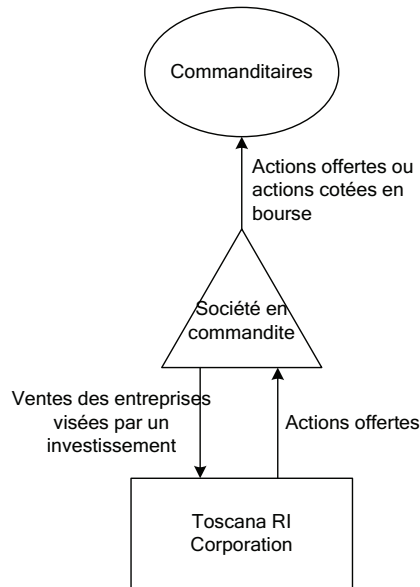 Commanditaires
Actions offertes ou
actions cotées en
bourse
Société en
commandite
Ventes des entreprises
visées par un
investissement
Actions offertes
Toscana RI
Corporation